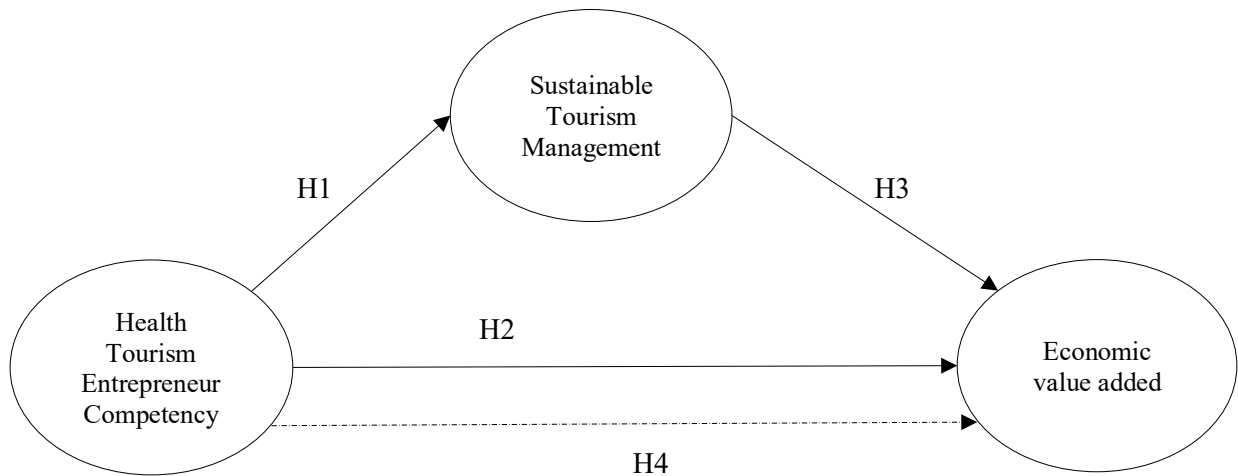 Sustainable
Tourism
Management
H1
H3
Health
Tourism
Entrepreneur
Competency
H2
Economic
value added
H4